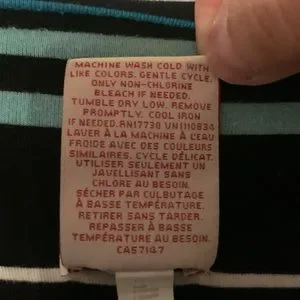 MACHINE WASH COLD WITH
LIKE COLORS. GENTLE CYCLE.
ONLY NON-CHLORINE
BLEACH IF NEEDED.
TUMBLE DRY LOW. REMOVE
PROMPTLY. COOL IRON
IF NEEDED.RN17730 UN1110834
LAVER À LA MACHINE À L'EAU
FROIDE AVEC DES COULEURS
SIMILAIRES. CYCLE DÉLICAT.
UTILISER SEULEMENT UN
JAVELLISANT SANS
CHLORE AU BESOIN.
SÉCHER PAR CULBUTAGE
À BASSE TEMPÉRATURE.
RETIRER SANS TARDER.
REPASSER À BASSE
TEMPÉRATURE AU BESOIN.
CA57147